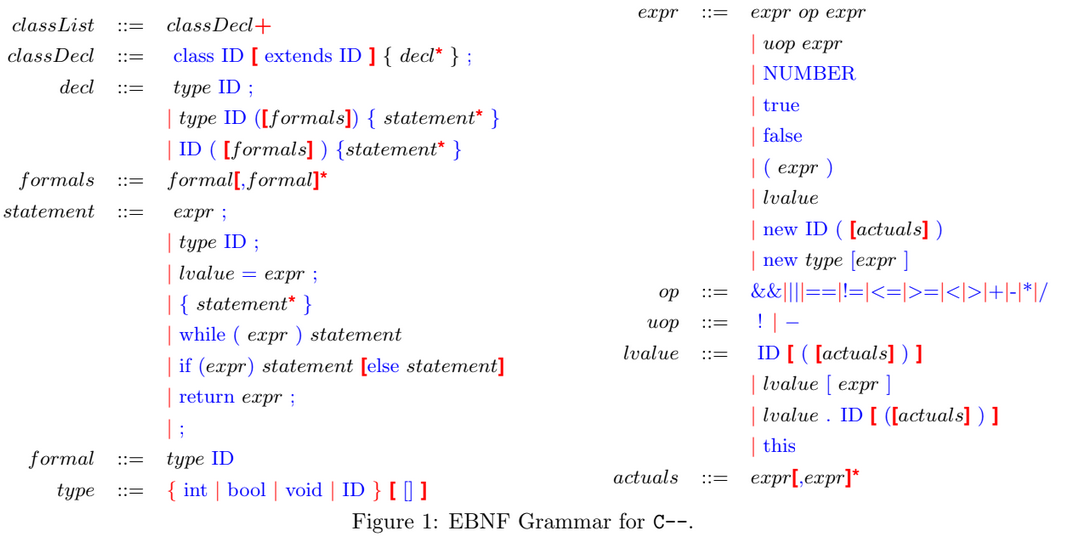 classList ::= classDecl+
classDecl ::= class ID [ extends ID ] { decl* } ;
decl ::= type ID ;
| type ID ([formals]) { statement* }
| ID ( [formals] ) {statement* }
formals ::= formal[,formal]*
statement ::= expr ;
| type ID ;
| lvalue = expr ;
| { statement* }
| while ( expr ) statement
| if (expr) statement [else statement]
| return expr ;
| ;
formal ::= type ID
type ::= { int | bool | void | ID } [ [] ]
expr ::= expr op expr
| uop expr
| NUMBER
| true
| false
| ( expr )
| lvalue
| new ID ( [actuals] )
| new type [expr ]
op ::= &&||||==|!=|<=|>=|<|>|+|-|*|/
uop ::= ! | −
lvalue ::= ID [ ( [actuals] ) ]
| lvalue [ expr ]
| lvalue . ID [ ([actuals] ) ]
| this
actuals ::= expr[,expr]*
Figure 1: EBNF Grammar for C--.